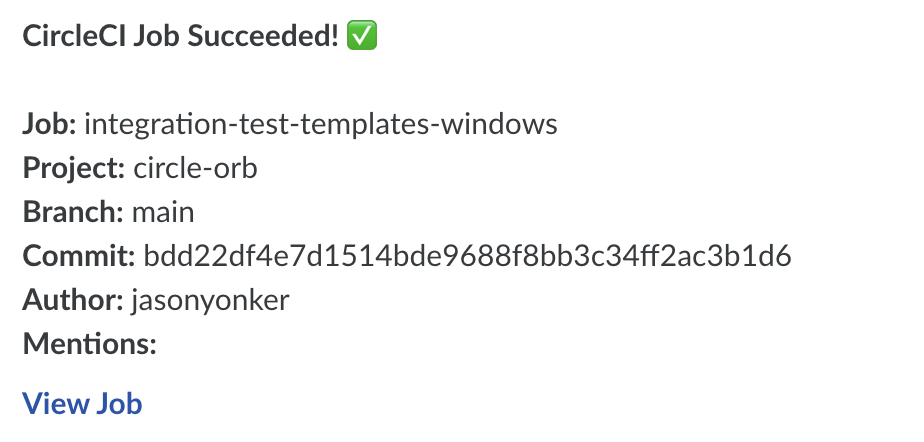 CircleCI Job Succeeded! ✅
Job: integration-test-templates-windows
Project: circle-orb
Branch: main
Commit: bdd22df4e7d1514bde9688f8bb3c34ff2ac3b1d6
Author: jasonyonker
Mentions:
View Job